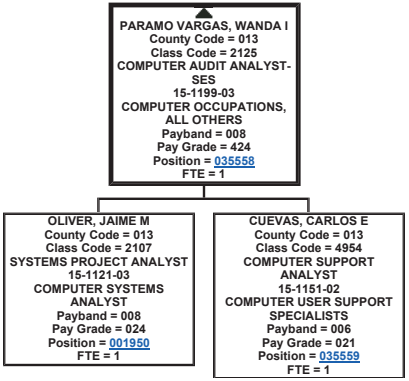 PARAMO VARGAS, WANDA I
County Code = 013
Class Code = 2125
COMPUTER AUDIT ANALYST-
SES
15-1199-03
COMPUTER OCCUPATIONS,
ALL OTHERS
Payband = 008
Pay Grade = 424
Position = 035558
FTE = 1
OLIVER, JAIME M
County Code = 013
Class Code = 2107
SYSTEMS PROJECT ANALYST
15-1121-03
COMPUTER SYSTEMS
ANALYST
Payband = 008
Pay Grade = 024
Position = 001950
FTE = 1
CUEVAS, CARLOS E
County Code = 013
Class Code = 4954
COMPUTER SUPPORT
ANALYST
15-1151-02
COMPUTER USER SUPPORT
SPECIALISTS
Payband = 006
Pay Grade = 021
Position = 035559
FTE = 1